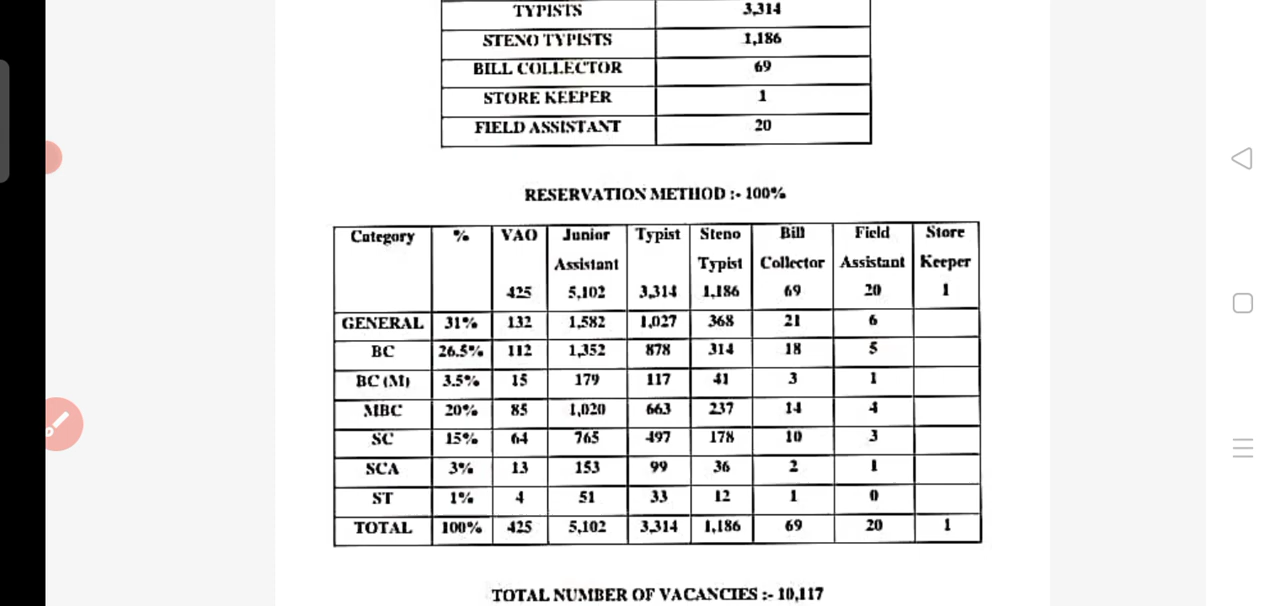 TYPISTS 3,314
STENO TYPISTS 1,186
BILL COLLECTOR 69
STORE KEEPER 1
FIELD ASSISTANT 20
RESERVATION METHOD :- 100%
Category % VAO Junior Typist Steno Bill Field Store
Assistant Typist Collector Assistant Keeper
425 5,102 3,314 1,186 69 20 1
GENERAL 31% 132 1,582 1,027 368 21 6
BC 26.5% 112 1,352 878 314 18 5
BC (M) 3.5% 15 179 117 41 3 1
MBC 20% 85 1,020 663 237 14 4
SC 15% 64 765 497 178 10 3
SCA 3% 13 153 99 36 2 1
ST 1% 4 51 33 12 1 0
TOTAL 100% 425 5,102 3,314 1,186 69 20 1
TOTAL NUMBER OF VACANCIES :- 10,117